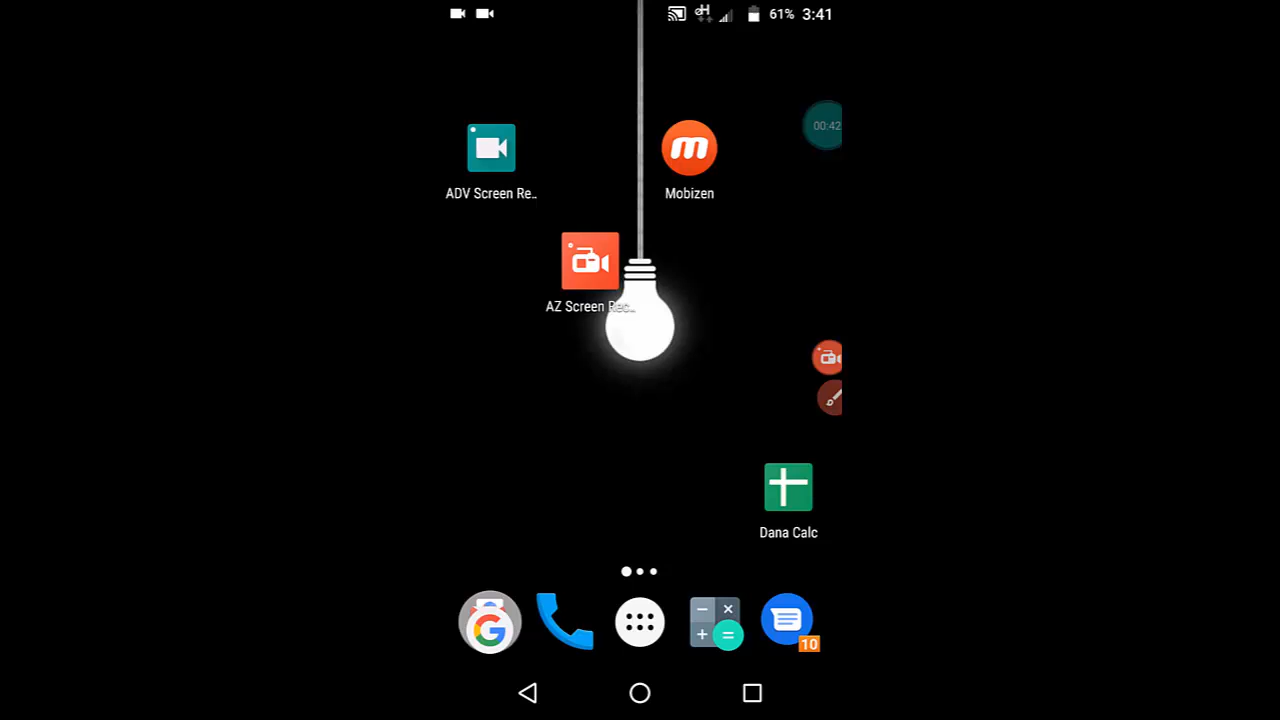 61% 3:41
00:42
ADV Screen Re..
Mobizen
AZ Screen Rec..
Dana Calc
10